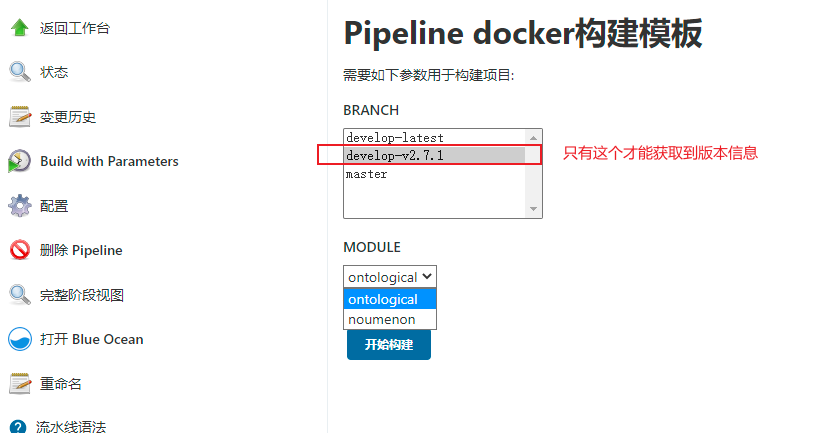 返回工作台
状态
变更历史
Build with Parameters
配置
删除 Pipeline
完整阶段视图
打开 Blue Ocean
重命名
流水线语法
Pipeline docker构建模板
需要如下参数用于构建项目:
BRANCH
develop-latest
develop-v2.7.1
只有这个才能获取到版本信息
master
MODULE
ontological
ontological
noumenon
开始构建